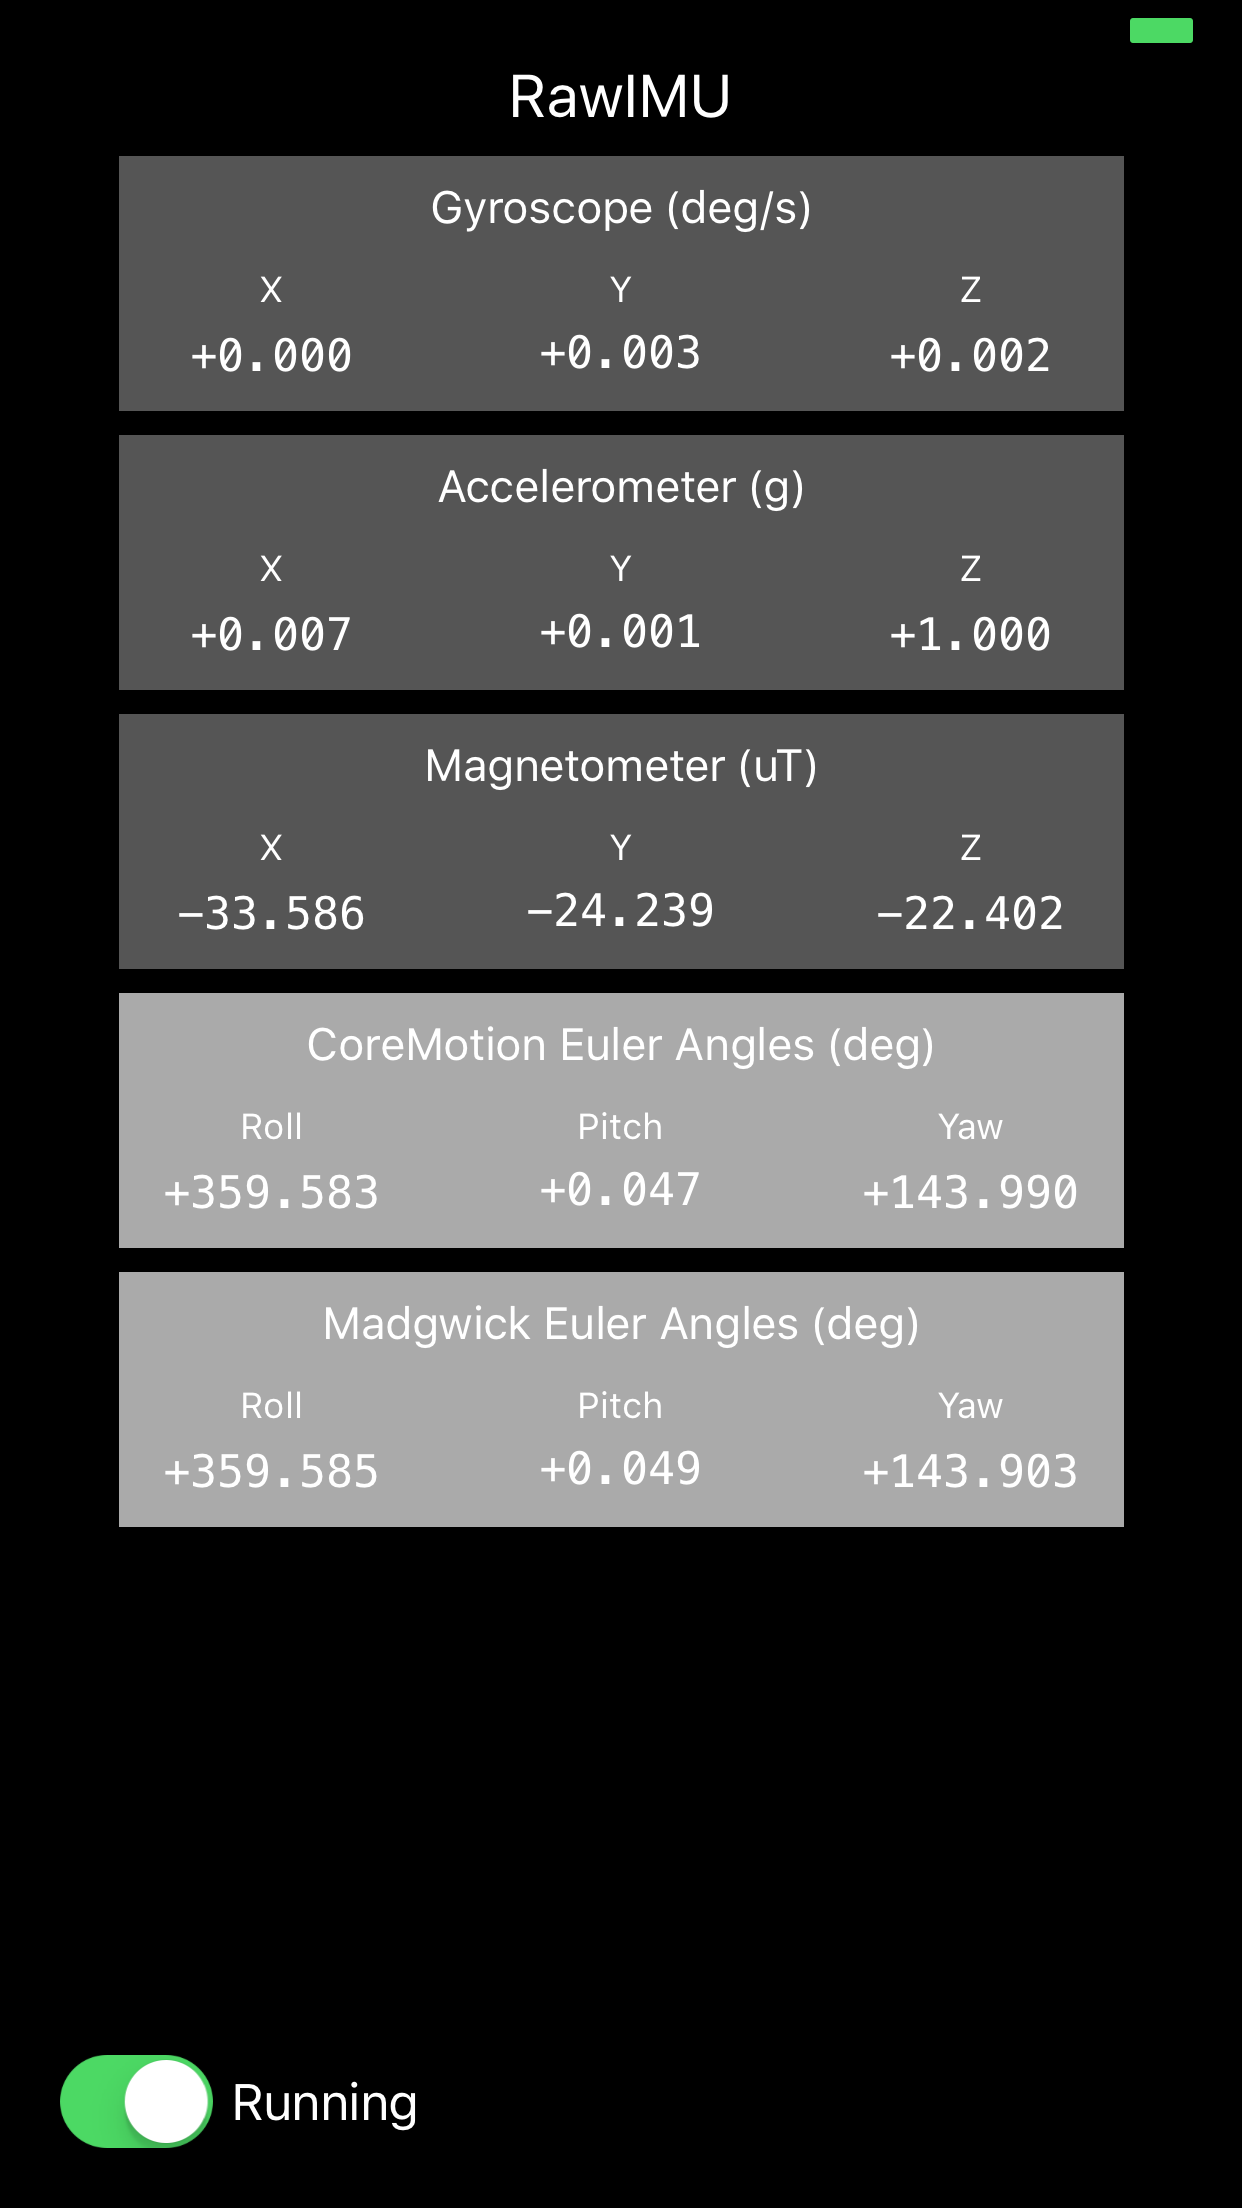 RawIMU
Gyroscope (deg/s)
X Y Z
+0.000 +0.003 +0.002
Accelerometer (g)
X Y Z
+0.007 +0.001 +1.000
Magnetometer (uT)
X Y Z
−33.586 −24.239 −22.402
CoreMotion Euler Angles (deg)
Roll Pitch Yaw
+359.583 +0.047 +143.990
Madgwick Euler Angles (deg)
Roll Pitch Yaw
+359.585 +0.049 +143.903
Running